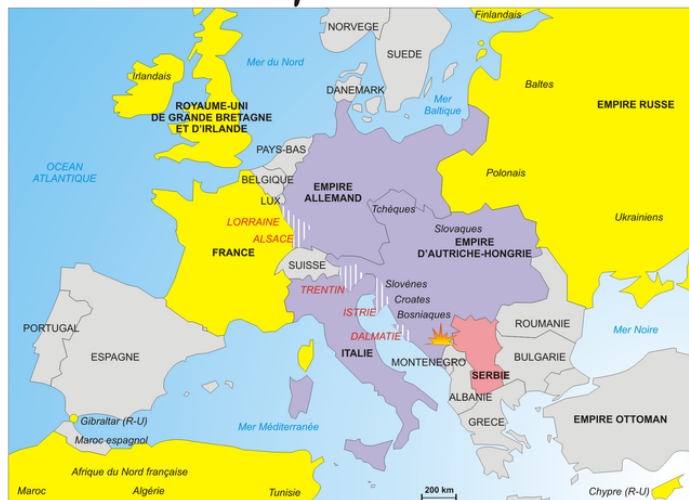 Finlandais
NORVEGE
SUEDE
Mer du Nord
Irlandais
Baltes
DANEMARK
Mer
Baltique
EMPIRE RUSSE
ROYAUME-UNI
DE GRANDE BRETAGNE
ET D'IRLANDE
PAYS-BAS
OCEAN
ATLANTIQUE
Polonais
BELGIQUE
EMPIRE
ALLEMAND
LUX
Tchèques
LORRAINE
Slovaques
Ukrainiens
ALSACE
EMPIRE
D'AUTRICHE-HONGRIE
FRANCE
SUISSE
TRENTIN
Slovénes
Croates
ISTRIE
Bosniaques
ROUMANIE
PORTUGAL
Mer Noire
DALMATIE
ESPAGNE
ITALIE
MONTENEGRO
BULGARIE
SERBIE
ALBANIE
Gibraltar (R-U)
Mer Méditerranée
GRECE
EMPIRE OTTOMAN
Maroc espagnol
Afrique du Nord française
Maroc
Algérie
Tunisie
200 km
Chypre (R-U)